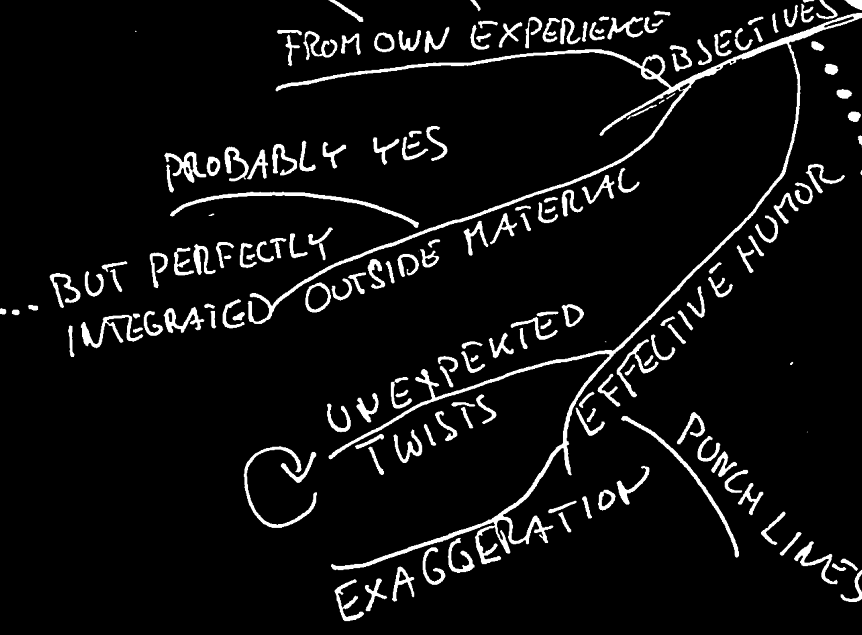 FROM OWN EXPERIENCE
OBJECTIVES
PROBABLY YES
... BUT PERFECTLY
INTEGRATED
OUTSIDE MATERIAL
EFFECTIVE HUMOR
UNEXPEKTED
TWISTS
PUNCH LINES
EXAGGERATION